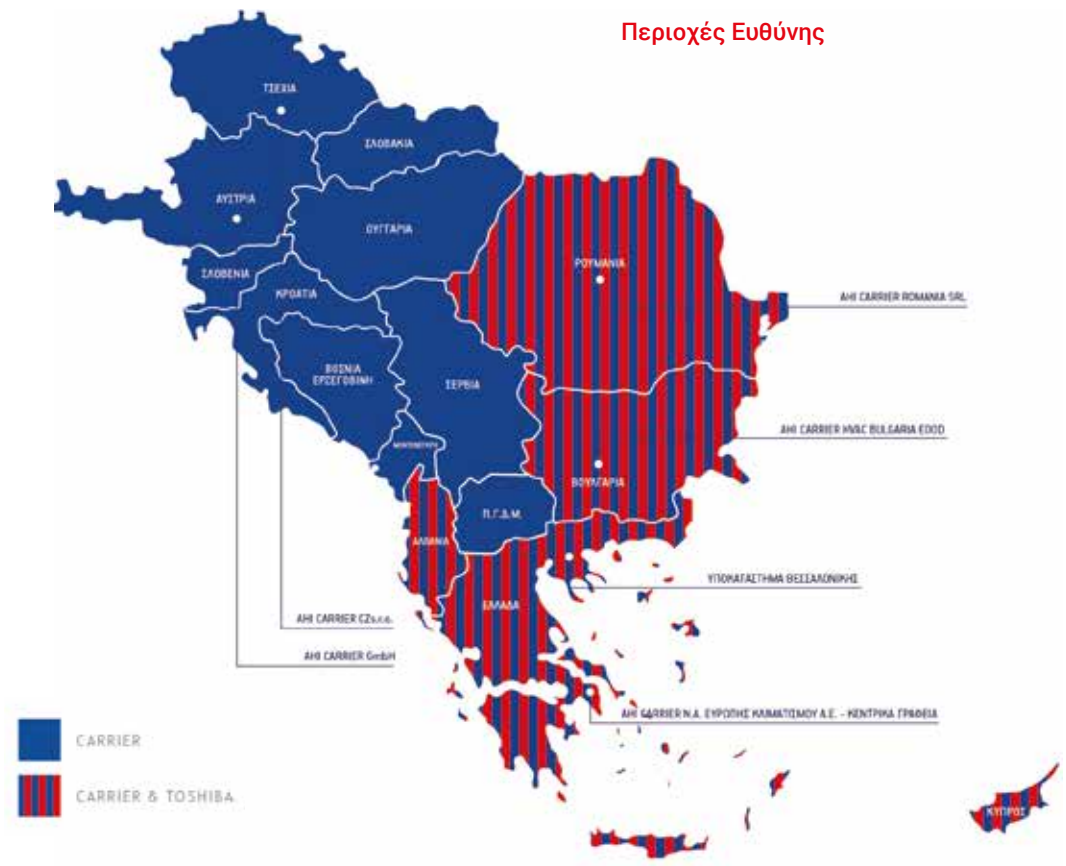 Περιοχές Ευθύνης
ΤΣΕΧΙΑ
ΣΛΟΒΑΚΙΑ
ΑΥΣΤΡΙΑ
ΟΥΓΓΑΡΙΑ
ΣΛΟΒΕΝΙΑ
ΚΡΟΑΤΙΑ
ΡΟΥΜΑΝΙΑ
AHI CARRIER ROMANIA SRL
ΒΟΣΝΙΑ
ΕΡΖΕΓΟΒΙΝΗ
ΣΕΡΒΙΑ
AHI CARRIER HVAC BULGARIA EOOD
ΒΟΥΛΓΑΡΙΑ
Π.Γ.Δ.Μ.
ΑΛΒΑΝΙΑ
ΥΠΟΚΑΤΑΣΤΗΜΑ ΘΕΣΣΑΛΟΝΙΚΗΣ
ΕΛΛΑΔΑ
AHI CARRIER CZs.r.o.
AHI CARRIER GmbH
AHI CARRIER Ν.Α. ΕΥΡΩΠΗΣ ΚΛΙΜΑΤΙΣΜΟΥ Α.Ε. - ΚΕΝΤΡΙΚΑ ΓΡΑΦΕΙΑ
CARRIER
CARRIER & TOSHIBA
ΚΥΠΡΟΣ